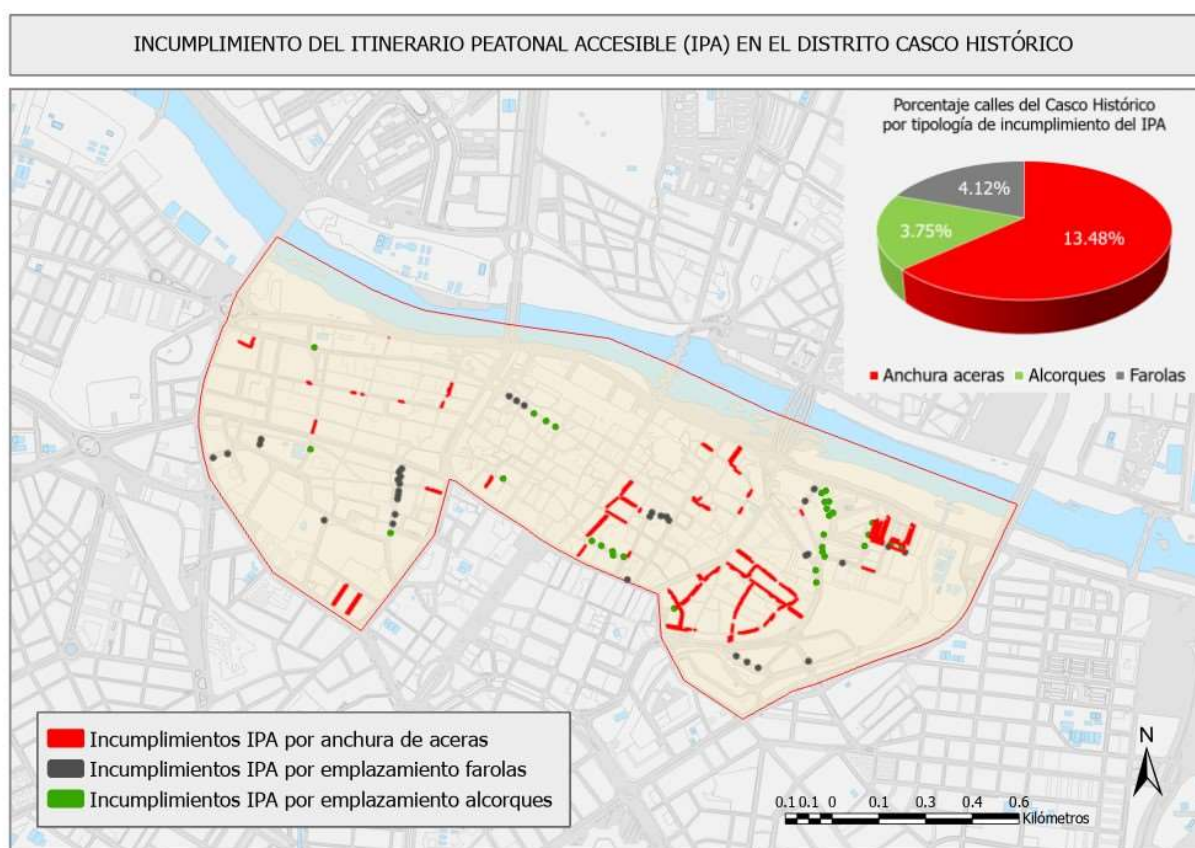 INCUMPLIMIENTO DEL ITINERARIO PEATONAL ACCESIBLE (IPA) EN EL DISTRITO CASCO HISTÓRICO
Porcentaje calles del Casco Histórico
por tipología de incumplimiento del IPA
4.12%
3.75%
13.48%
Anchura aceras Alcorques Farolas
Incumplimientos IPA por anchura de aceras
Incumplimientos IPA por emplazamiento farolas
Incumplimientos IPA por emplazamiento alcorques
N
0.1 0.1 0 0.1 0.3 0.4 0.6
Kilómetros